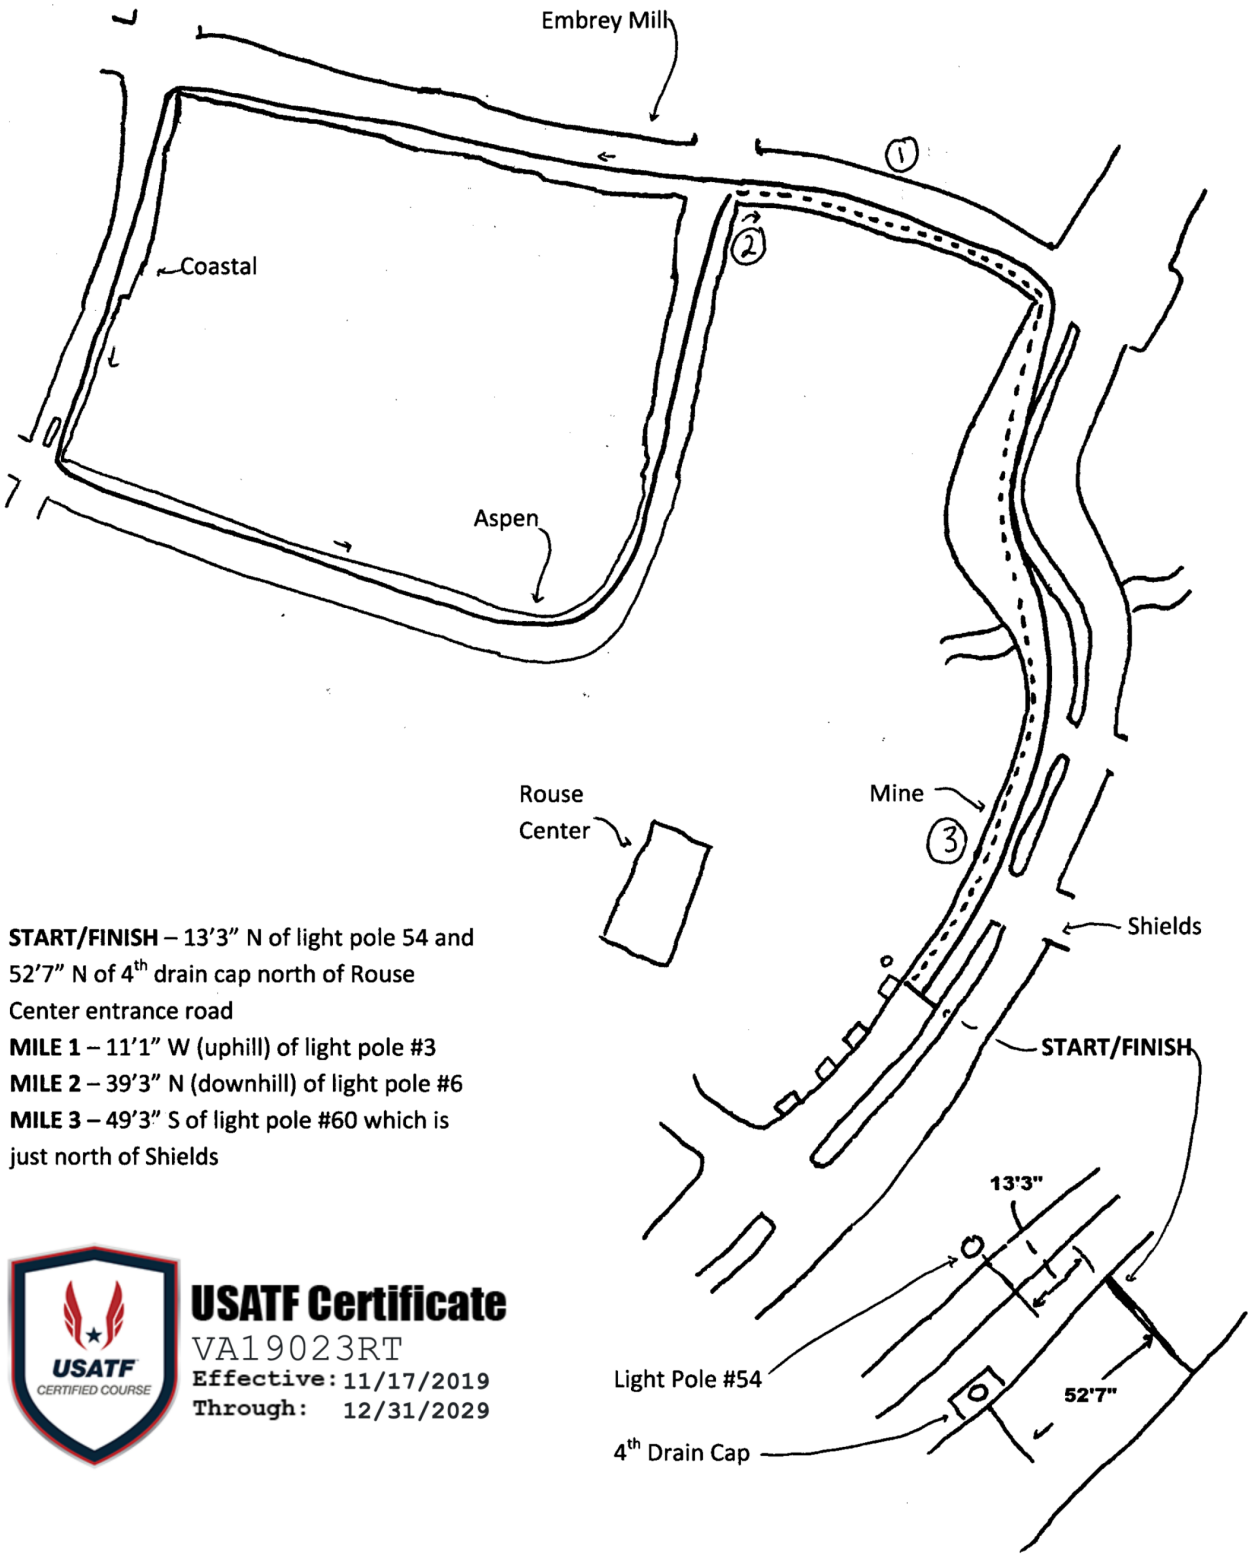 Embrey Mill
1
2
Coastal
Aspen
Rouse
Center
Mine
3
Shields
START/FINISH – 13'3" N of light pole 54 and
52'7" N of 4th drain cap north of Rouse
Center entrance road
MILE 1 – 11'1" W (uphill) of light pole #3
MILE 2 – 39'3" N (downhill) of light pole #6
MILE 3 – 49'3" S of light pole #60 which is
just north of Shields
START/FINISH
13'3"
Light Pole #54
52'7"
4th Drain Cap
USATF
CERTIFIED COURSE
USATF Certificate
VA19023RT
Effective: 11/17/2019
Through: 12/31/2029